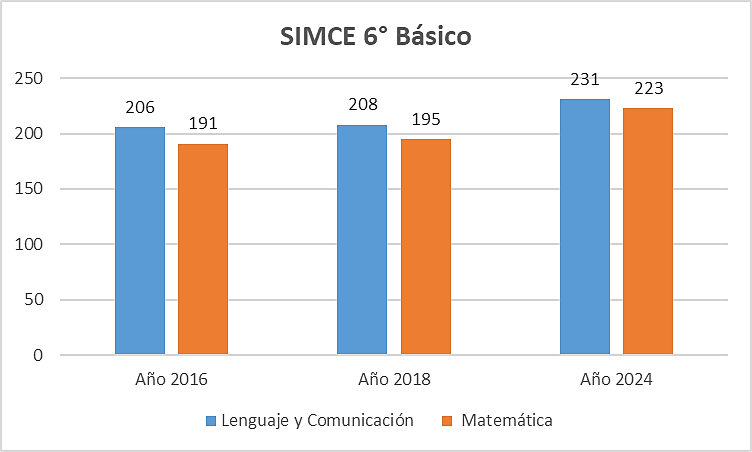 SIMCE 6° Básico
250
200
150
100
50
0
206
191
208
195
231
223
Año 2016
Año 2018
Año 2024
Lenguaje y Comunicación
Matemática